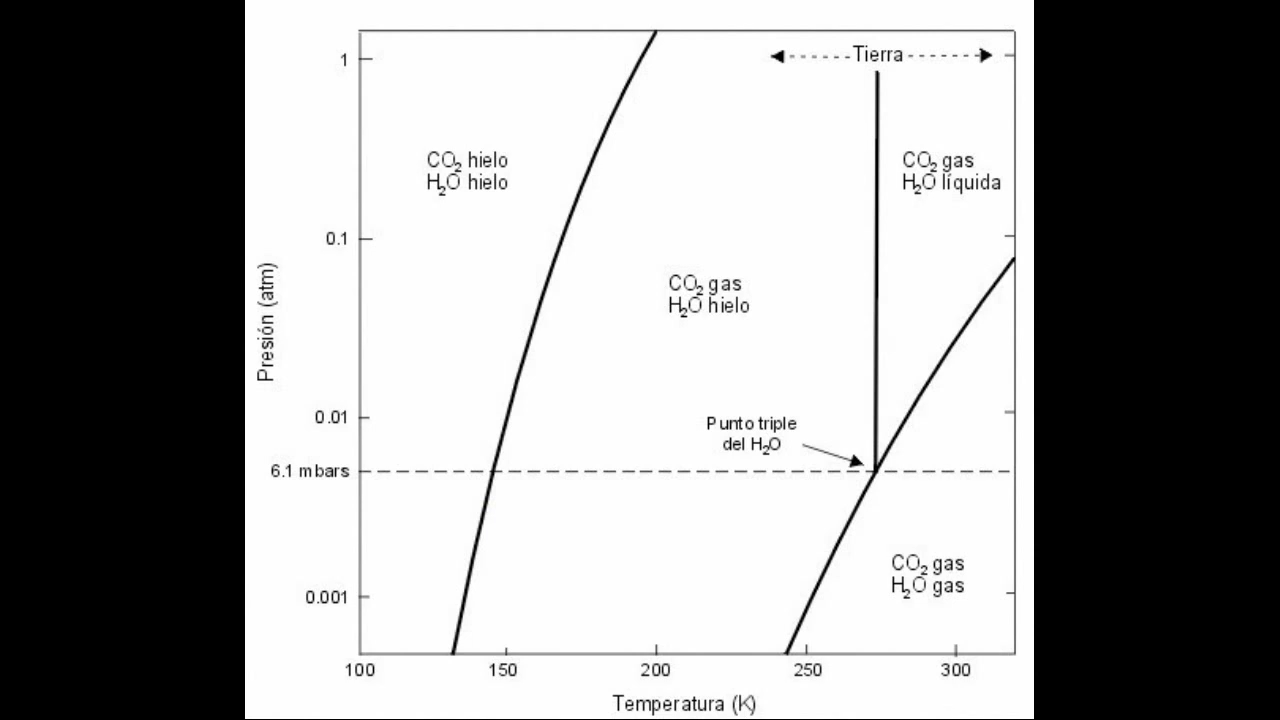 1
Tierra
CO₂ hielo
H₂O hielo
CO₂ gas
H₂O líquida
0.1
CO₂ gas
H₂O hielo
Presión (atm)
0.01
Punto triple
del H₂O
6.1 mbars
CO₂ gas
H₂O gas
0.001
100 150 200 250 300
Temperatura (K)